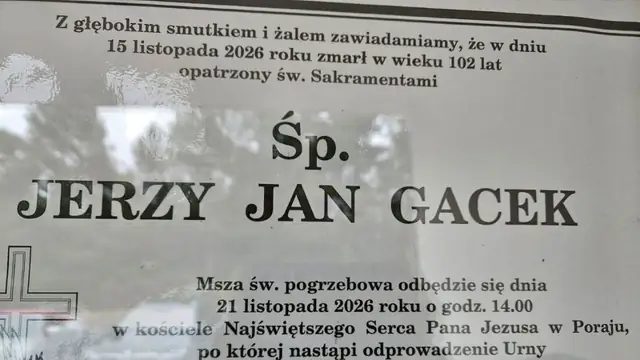 Z głębokim smutkiem i żalem zawiadamiamy, że w dniu
15 listopada 2026 roku zmarł w wieku 102 lat
opatrzony św. Sakramentami
Śp.
JERZY JAN GACEK
Msza św. pogrzebowa odbędzie się dnia
21 listopada 2026 roku o godz. 14.00
w kościele Najświętszego Serca Pana Jezusa w Poraju,
po której nastąpi odprowadzenie Urny